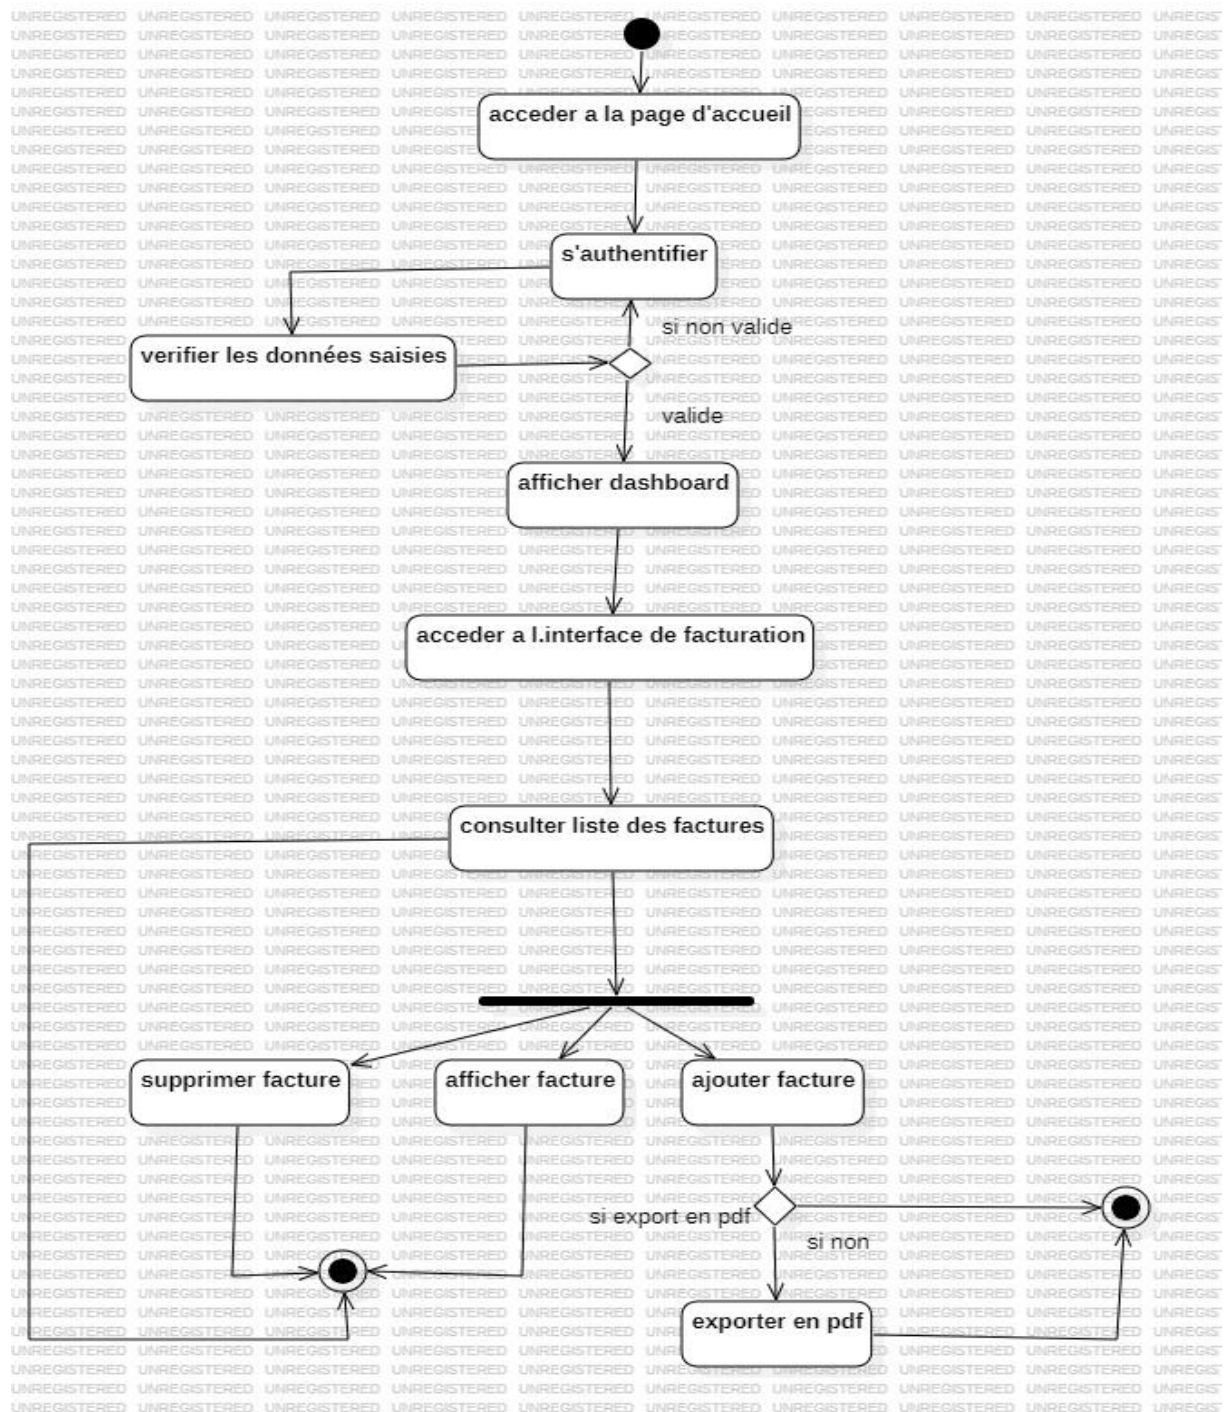 acceder a la page d'accueil
s'authentifier
si non valide
verifier les données saisies
valide
afficher dashboard
acceder a l.interface de facturation
consulter liste des factures
supprimer facture
afficher facture
ajouter facture
si export en pdf
si non
exporter en pdf
UNREGISTERED